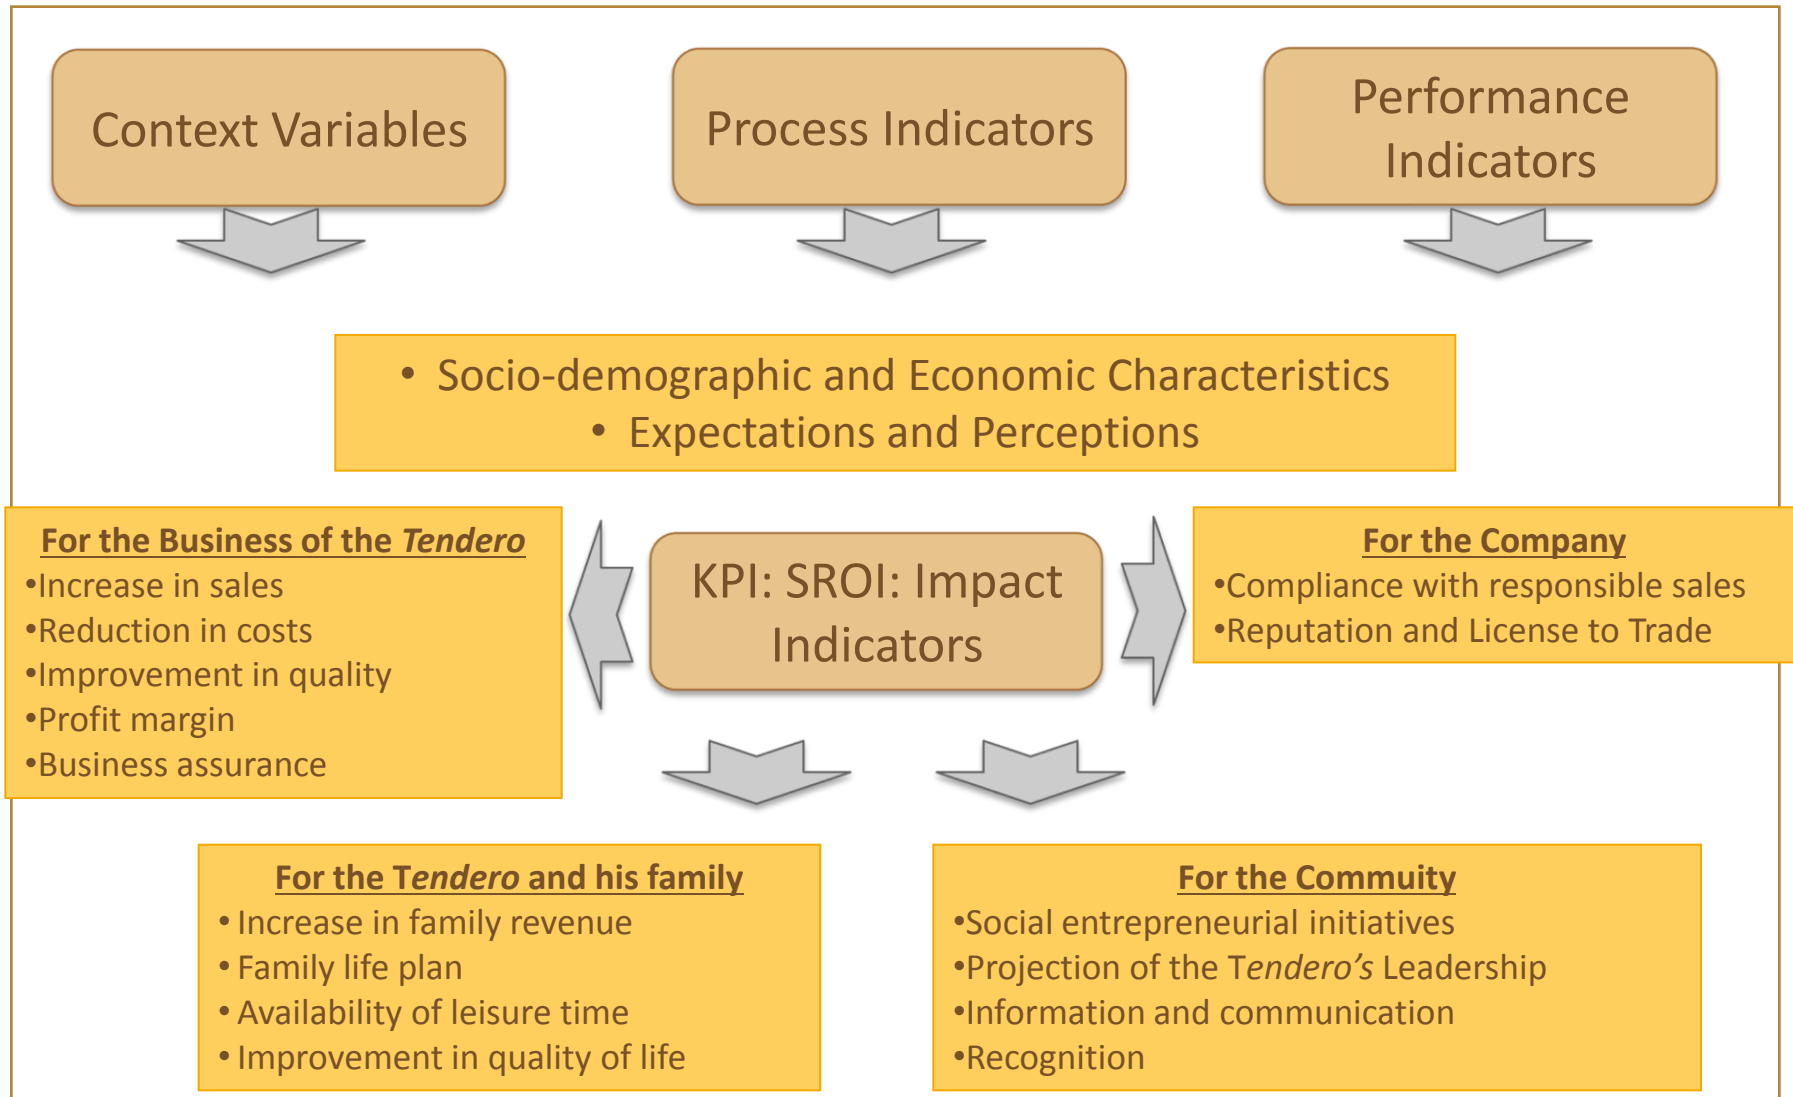 Context Variables
Process Indicators
Performance
Indicators
• Socio-demographic and Economic Characteristics
• Expectations and Perceptions
For the Business of the Tendero
•Increase in sales
•Reduction in costs
•Improvement in quality
•Profit margin
•Business assurance
KPI: SROI: Impact
Indicators
For the Company
•Compliance with responsible sales
•Reputation and License to Trade
For the Tendero and his family
• Increase in family revenue
• Family life plan
• Availability of leisure time
• Improvement in quality of life
For the Commuity
•Social entrepreneurial initiatives
•Projection of the Tendero’s Leadership
•Information and communication
•Recognition